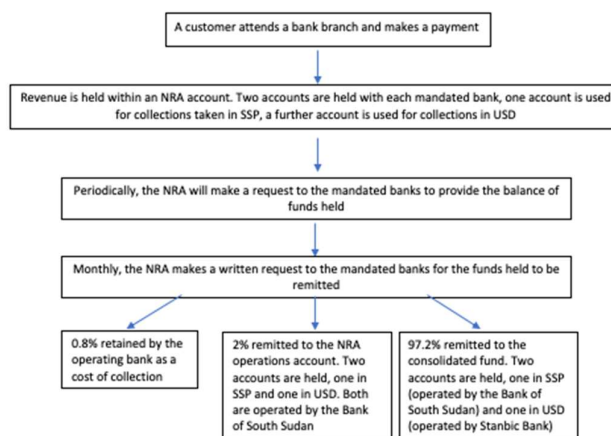 A customer attends a bank branch and makes a payment
Revenue is held within an NRA account. Two accounts are held with each mandated bank, one account is used
for collections taken in SSP, a further account is used for collections in USD
Periodically, the NRA will make a request to the mandated banks to provide the balance of
funds held
Monthly, the NRA makes a written request to the mandated banks for the funds held to be
remitted
0.8% retained by the
operating bank as a
cost of collection
2% remitted to the NRA
operations account. Two
accounts are held, one in
SSP and one in USD. Both
are operated by the Bank
of South Sudan
97.2% remitted to the
consolidated fund. Two
accounts are held, one in SSP
(operated by the Bank of
South Sudan) and one in USD
(operated by Stanbic Bank)